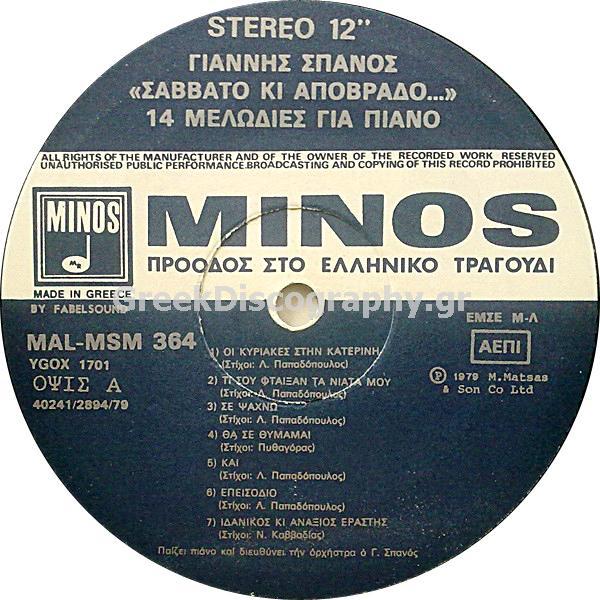 STEREO 12"
ΓΙΑΝΝΗΣ ΣΠΑΝΟΣ
«ΣΑΒΒΑΤΟ ΚΙ ΑΠΟΒΡΑΔΟ...»
14 ΜΕΛΩΔΙΕΣ ΓΙΑ ΠΙΑΝΟ
ALL RIGHTS OF THE MANUFACTURER AND OF THE OWNER OF THE RECORDED WORK RESERVED
UNAUTHORISED PUBLIC PERFORMANCE.BROADCASTING AND COPYING OF THIS RECORD PROHIBITED
MINOS
MR
MINOS
ΠΡΟΟΔΟΣ ΣΤΟ ΕΛΛΗΝΙΚΟ ΤΡΑΓΟΥΔΙ
MADE IN GREECE
GreekDiscography.gr
BY FABELSOUND
MAL-MSM 364
YGOX 1701
ΟΨΙΣ Α
40241/2894/79
ΕΜΣΕ Μ-Λ
ΑΕΠΙ
Ⓟ 1979 M.Matsas
& Son Co Ltd
1) ΟΙ ΚΥΡΙΑΚΕΣ ΣΤΗΝ ΚΑΤΕΡΙΝΗ
(Στίχοι: Λ. Παπαδόπουλος)
2) ΤΙ ΣΟΥ ΦΤΑΙΞΑΝ ΤΑ ΝΙΑΤΑ ΜΟΥ
(Στίχοι: Λ. Παπαδόπουλος)
3) ΣΕ ΨΑΧΝΩ
(Στίχοι: Λ. Παπαδόπουλος)
4) ΘΑ ΣΕ ΘΥΜΑΜΑΙ
(Στίχοι: Πυθαγόρας)
5) ΚΑΙ
(Στίχοι: Λ. Παπαδόπουλος)
6) ΕΠΕΙΣΟΔΙΟ
(Στίχοι: Λ. Παπαδόπουλος)
7) ΙΔΑΝΙΚΟΣ ΚΙ ΑΝΑΞΙΟΣ ΕΡΑΣΤΗΣ
(Στίχοι: Ν. Καββαδίας)
Παίζει πιάνο καί διευθύνει τήν ὀρχήστρα ὁ Γ. Σπανός